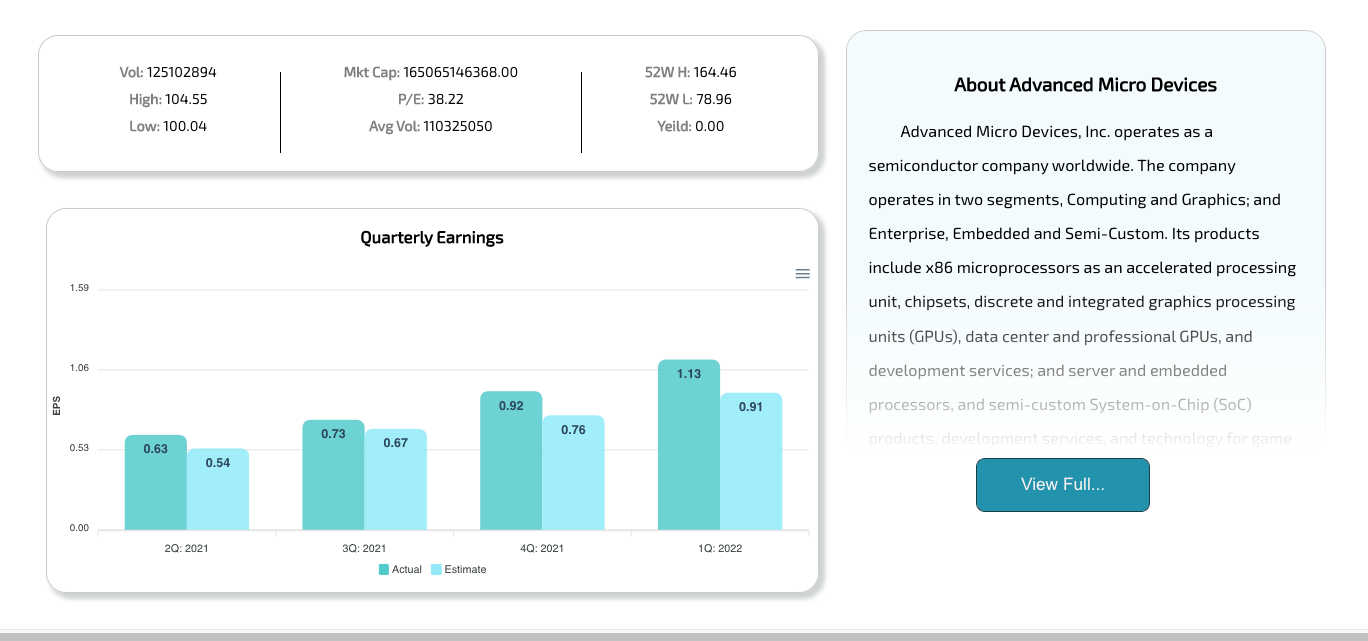 Vol: 125102894
High: 104.55
Low: 100.04
Mkt Cap: 165065146368.00
P/E: 38.22
Avg Vol: 110325050
52W H: 164.46
52W L: 78.96
Yeild: 0.00
Quarterly Earnings
1.59
1.06
0.53
0.00
EPS
0.63
0.54
0.73
0.67
0.92
0.76
1.13
0.91
2Q: 2021
3Q: 2021
4Q: 2021
1Q: 2022
Actual
Estimate
About Advanced Micro Devices
Advanced Micro Devices, Inc. operates as a
semiconductor company worldwide. The company
operates in two segments, Computing and Graphics; and
Enterprise, Embedded and Semi-Custom. Its products
include x86 microprocessors as an accelerated processing
unit, chipsets, discrete and integrated graphics processing
units (GPUs), data center and professional GPUs, and
development services; and server and embedded
processors, and semi-custom System-on-Chip (SoC)
products, development services, and technology for game
View Full...